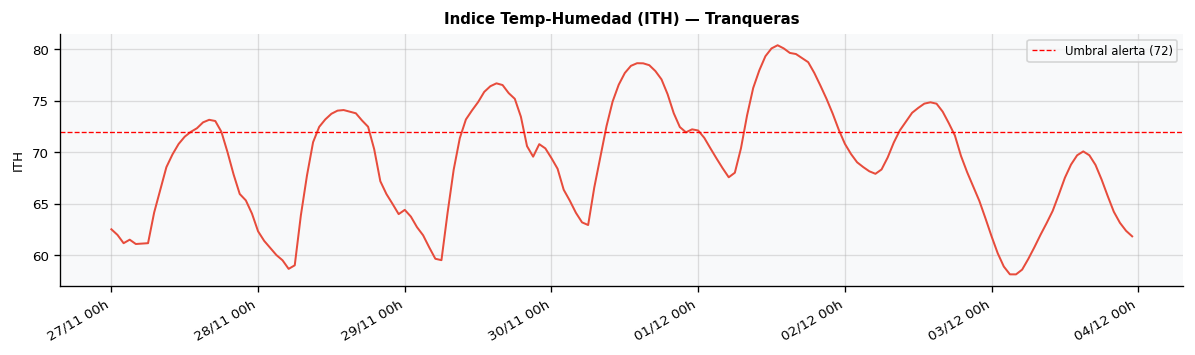 Indice Temp-Humedad (ITH) — Tranqueras
Umbral alerta (72)
ITH
80
75
70
65
60
27/11 00h
28/11 00h
29/11 00h
30/11 00h
01/12 00h
02/12 00h
03/12 00h
04/12 00h